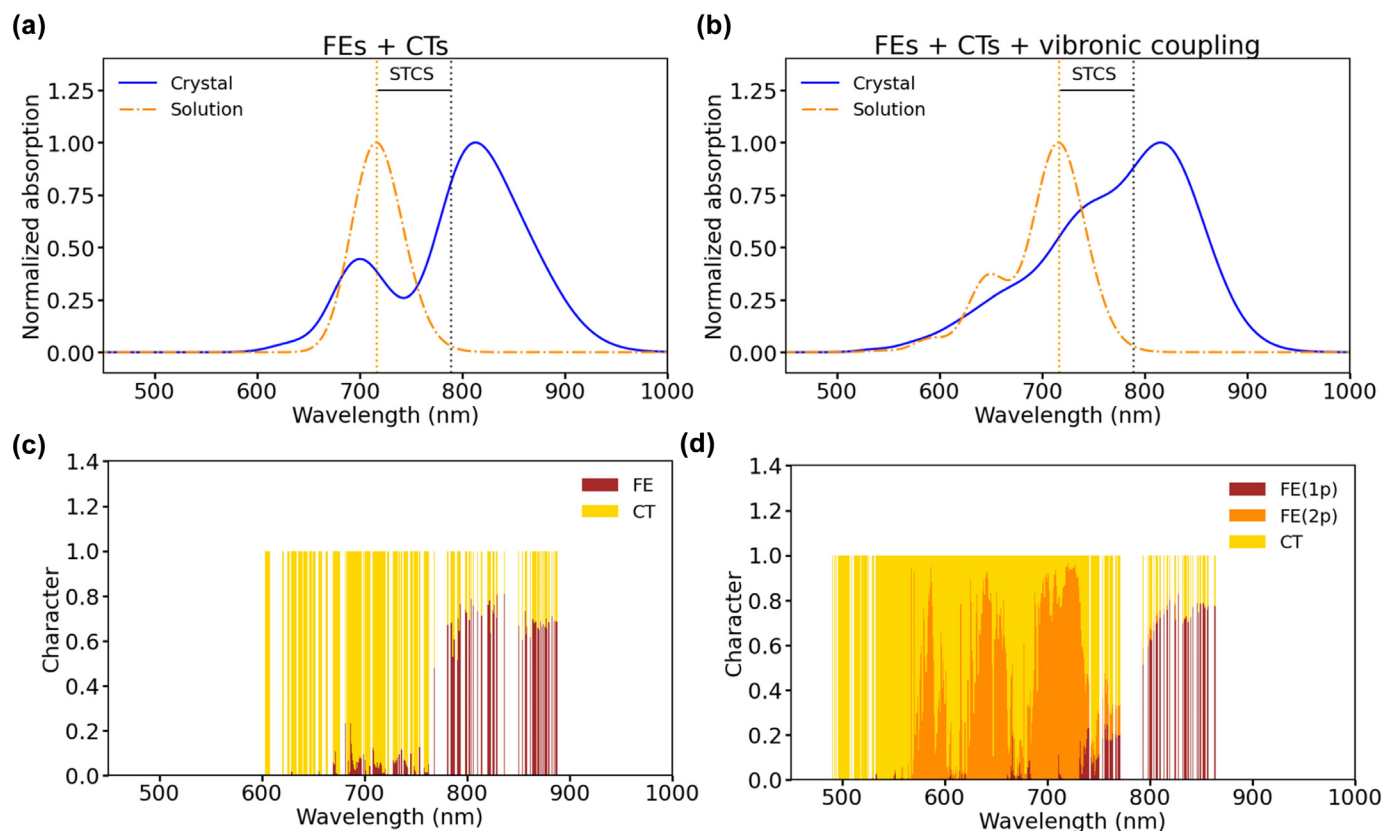 (a)
FEs + CTs
STCS
Crystal
Solution
1.25
1.00
0.75
0.50
0.25
0.00
Normalized absorption
500 600 700 800 900 1000
Wavelength (nm)
(b)
FEs + CTs + vibronic coupling
STCS
Crystal
Solution
1.25
1.00
0.75
0.50
0.25
0.00
Normalized absorption
500 600 700 800 900 1000
Wavelength (nm)
(c)
FE
CT
1.4
1.2
1.0
0.8
0.6
0.4
0.2
0.0
Character
500 600 700 800 900 1000
Wavelength (nm)
(d)
FE(1p)
FE(2p)
CT
1.4
1.2
1.0
0.8
0.6
0.4
0.2
0.0
Character
500 600 700 800 900 1000
Wavelength (nm)